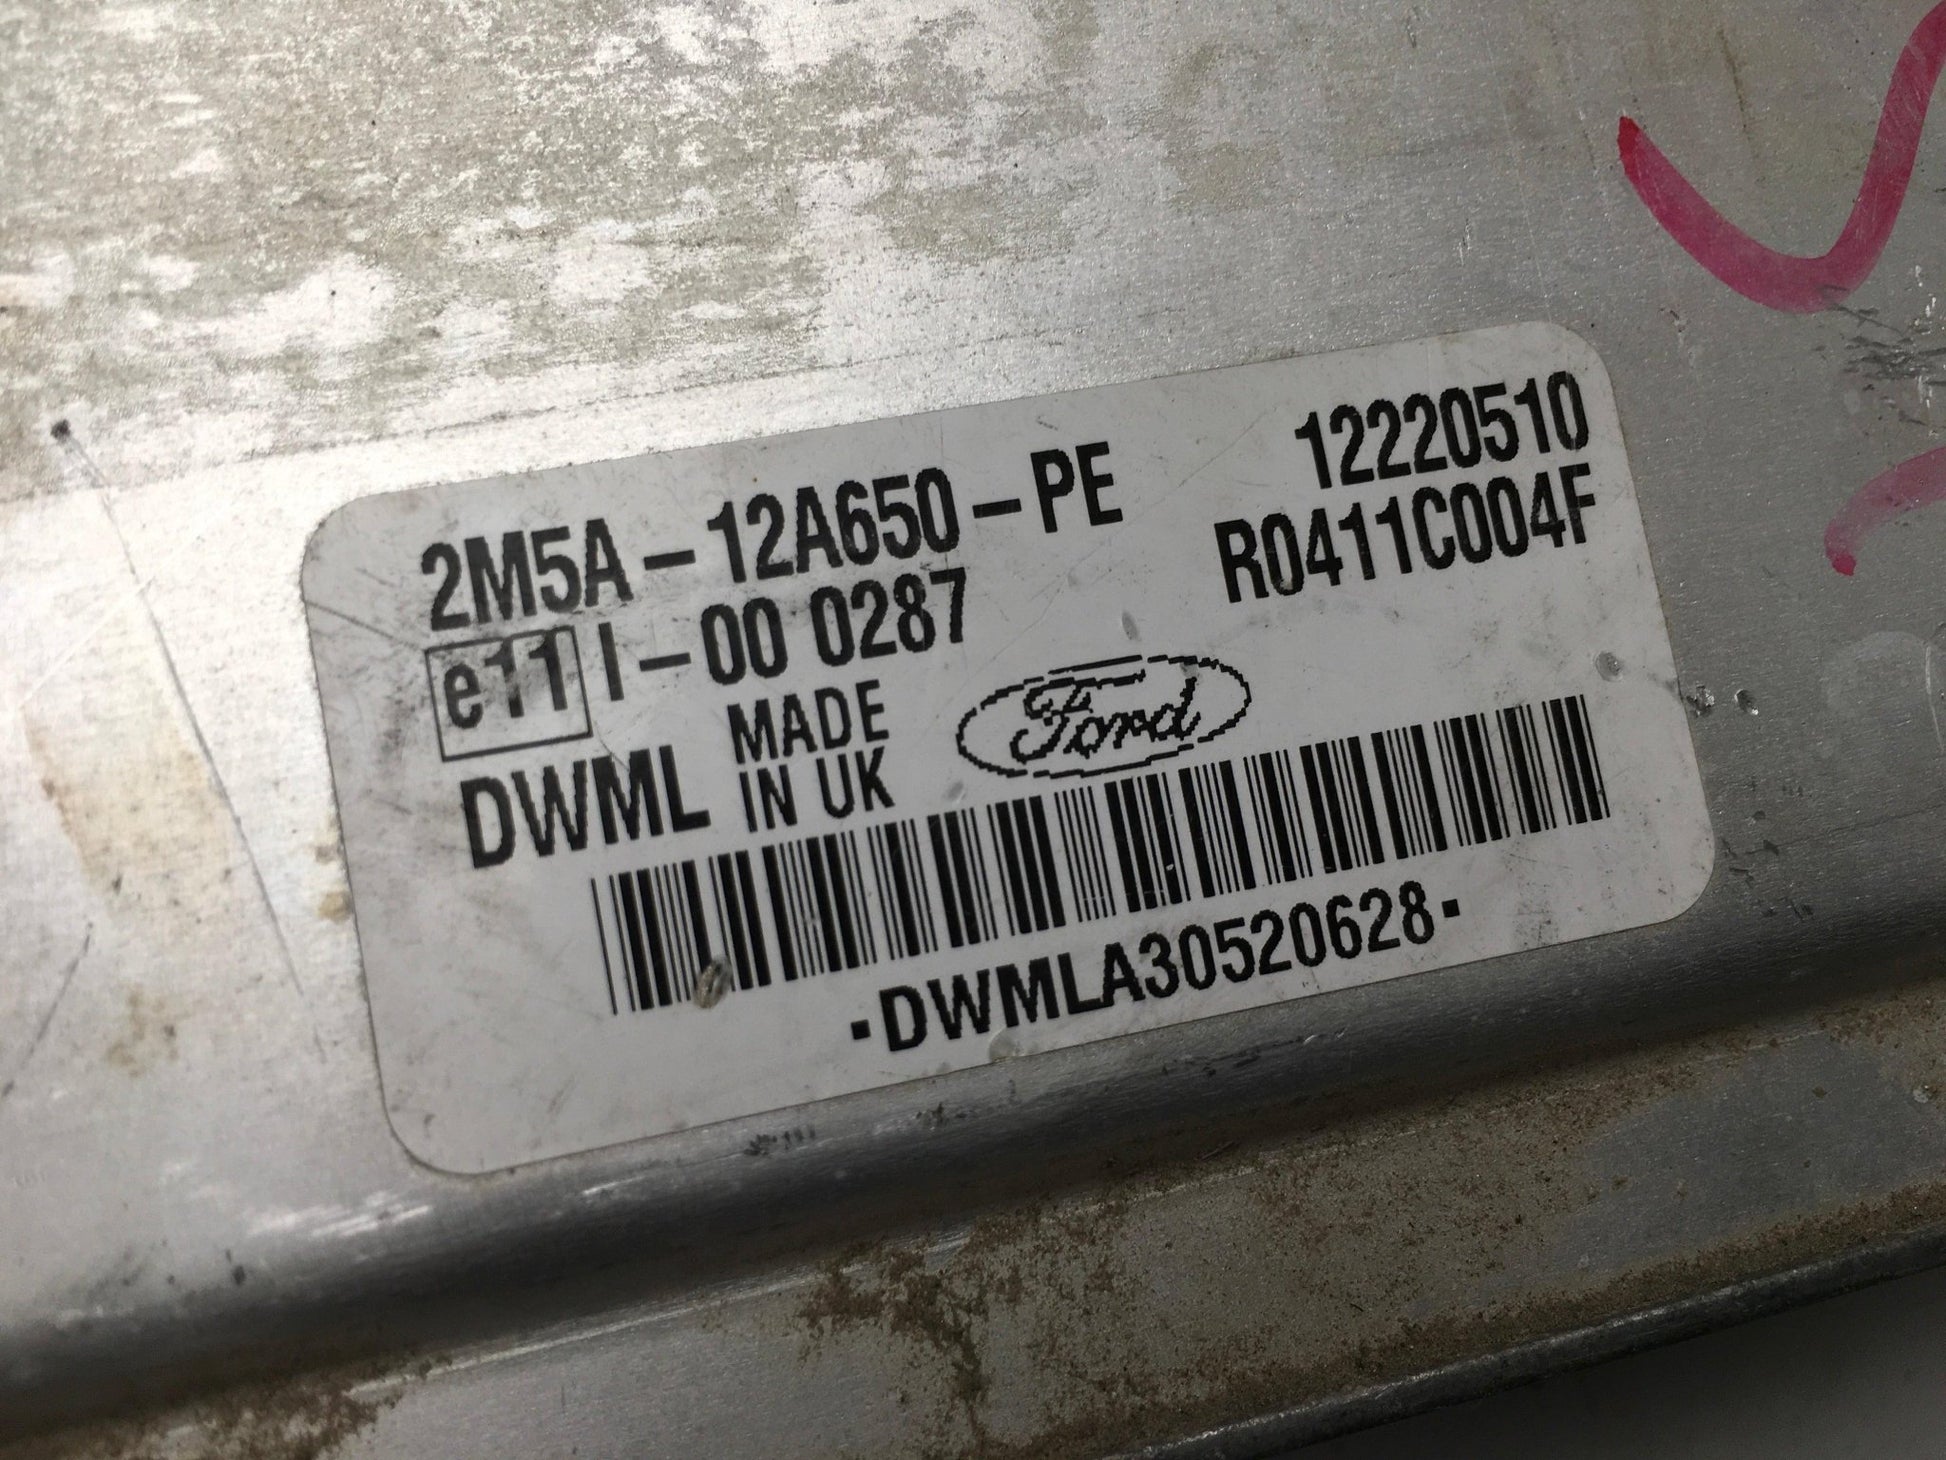 2M5A-12A650-PE
12220510
R0411C004F
e11 I-00 0287
DWML
MADE
IN UK
Ford
-DWMLA30520628-